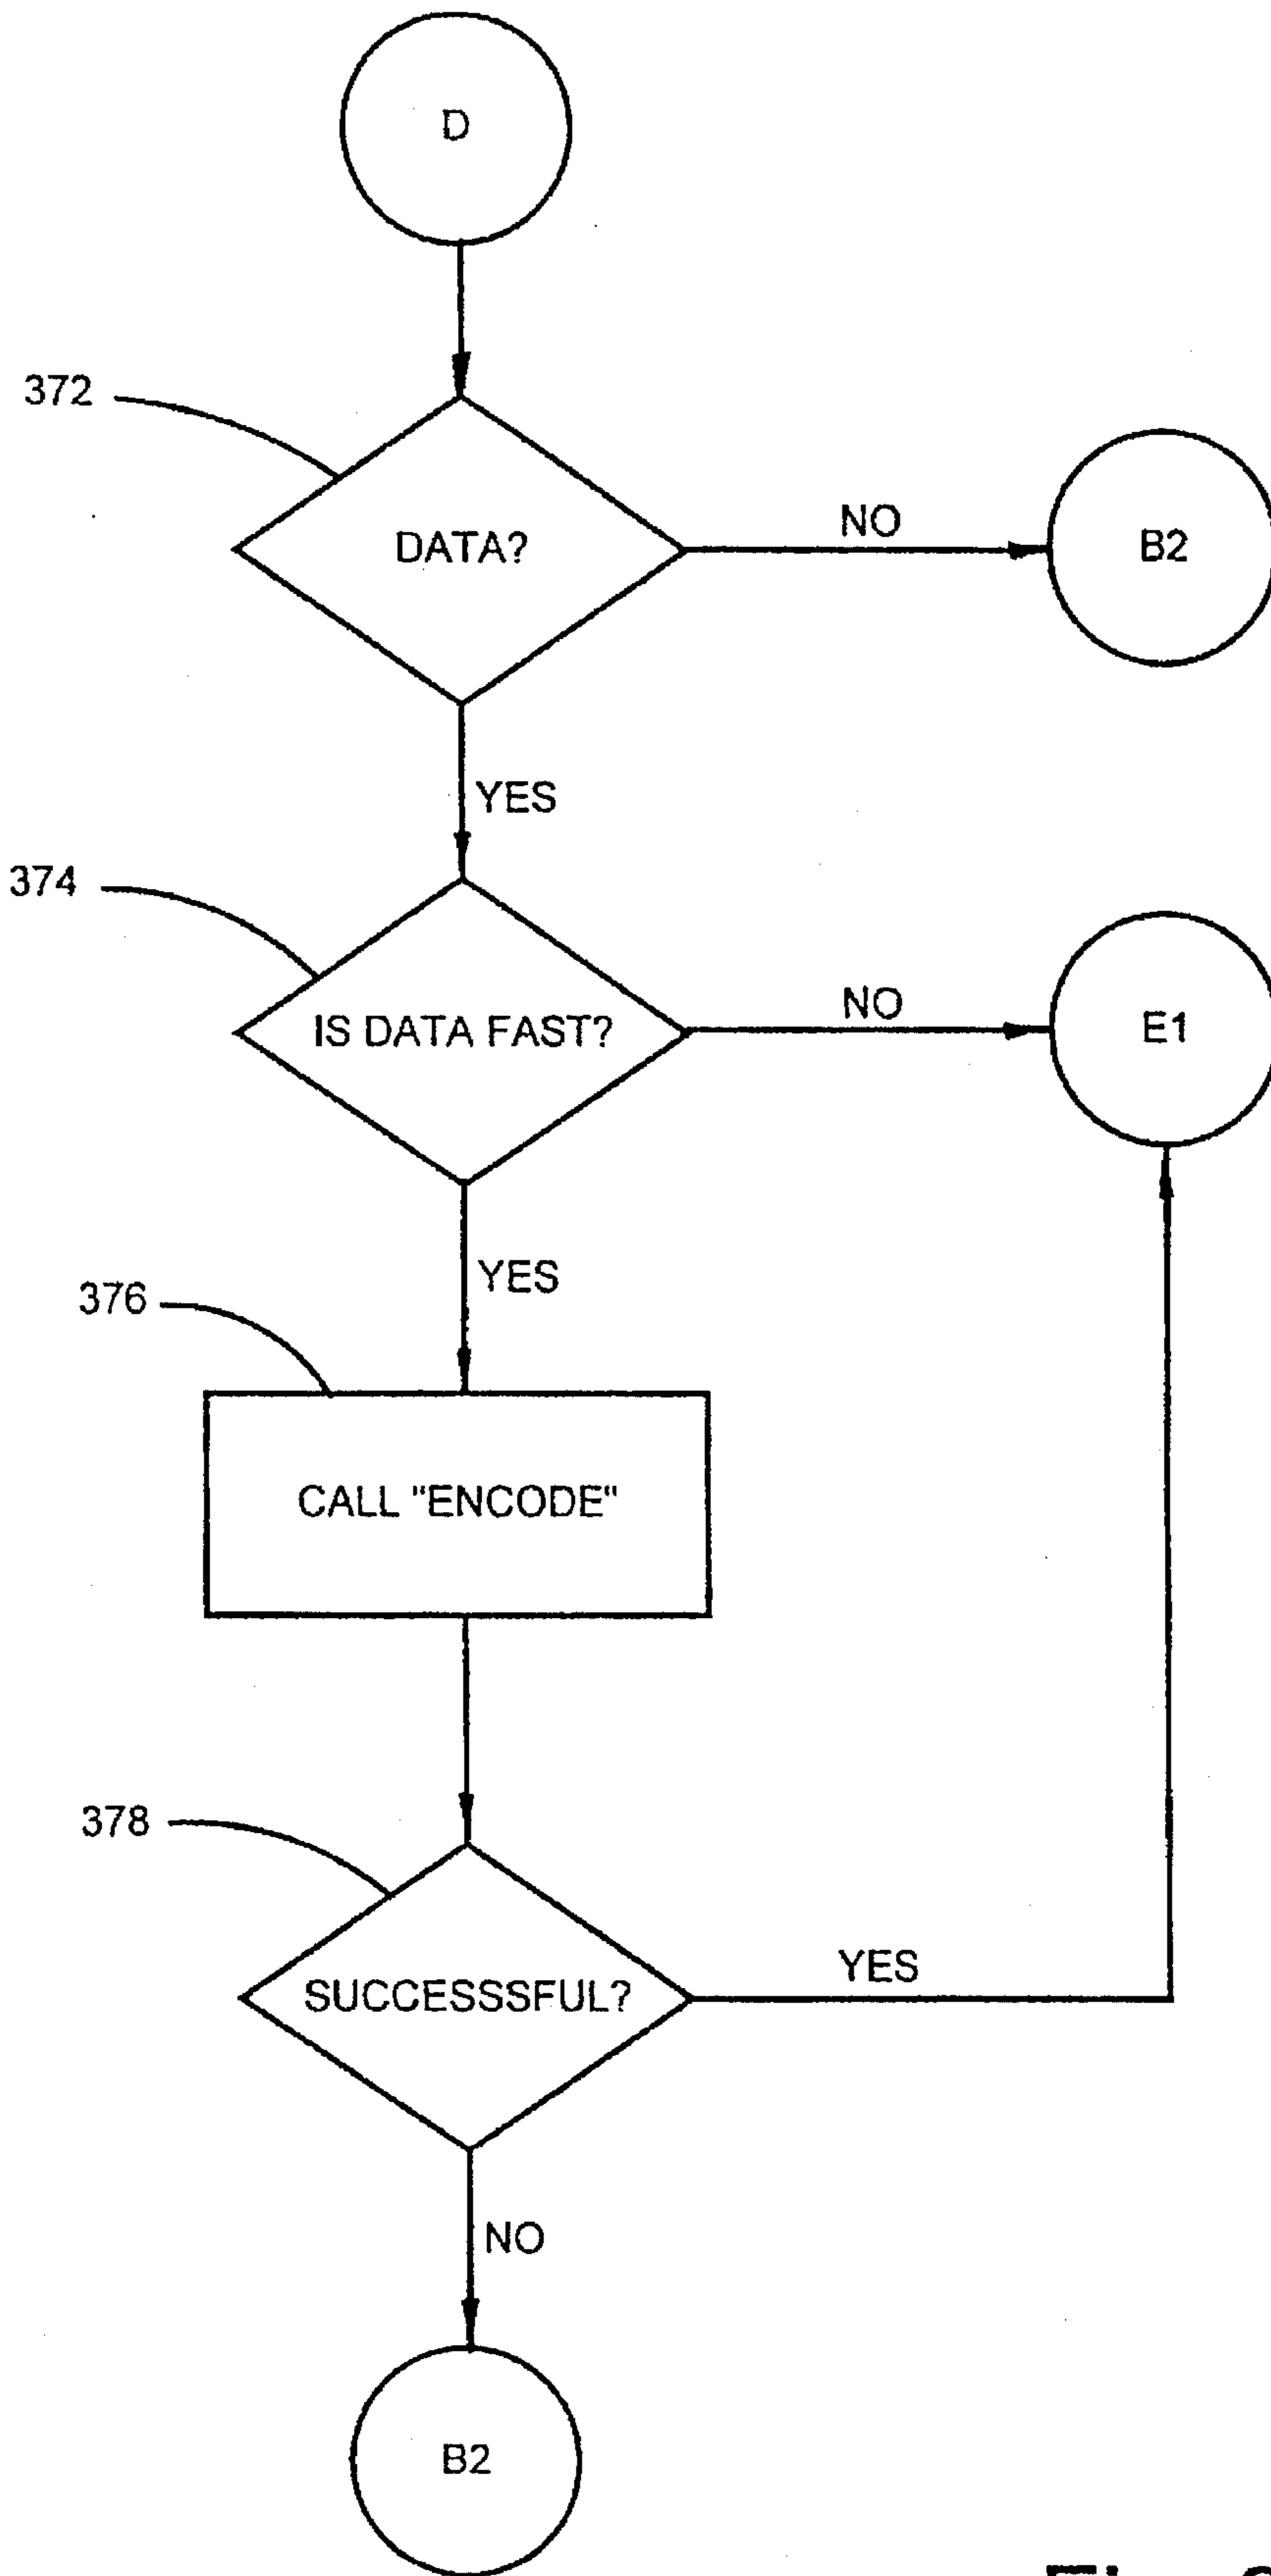 D
372
DATA?
NO
B2
YES
374
IS DATA FAST?
NO
E1
YES
376
CALL "ENCODE"
378
SUCCESSSFUL?
YES
NO
B2